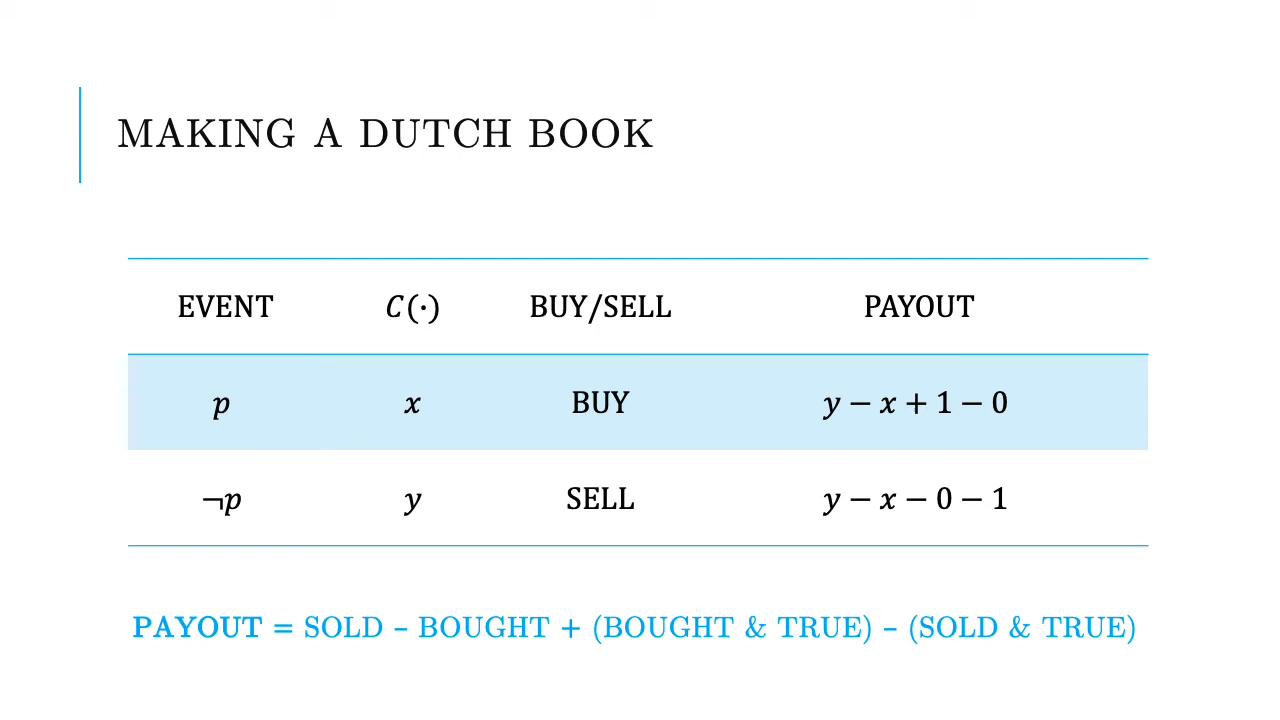 MAKING A DUTCH BOOK
EVENT C(·) BUY/SELL PAYOUT
p x BUY y − x + 1 − 0
¬p y SELL y − x − 0 − 1
PAYOUT = SOLD – BOUGHT + (BOUGHT & TRUE) – (SOLD & TRUE)